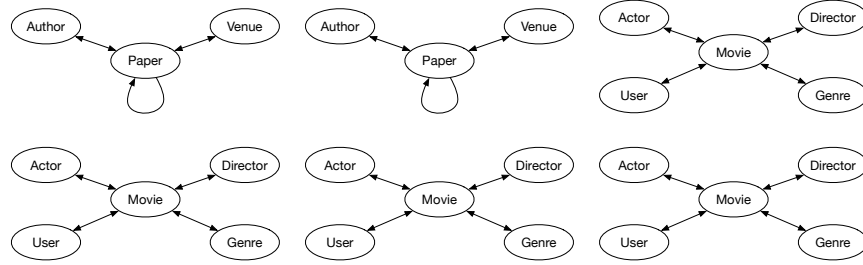 Author Venue Author Venue Actor Director
Paper Paper Movie
User Genre
Actor Director Actor Director Actor Director
Movie Movie Movie
User Genre User Genre User Genre